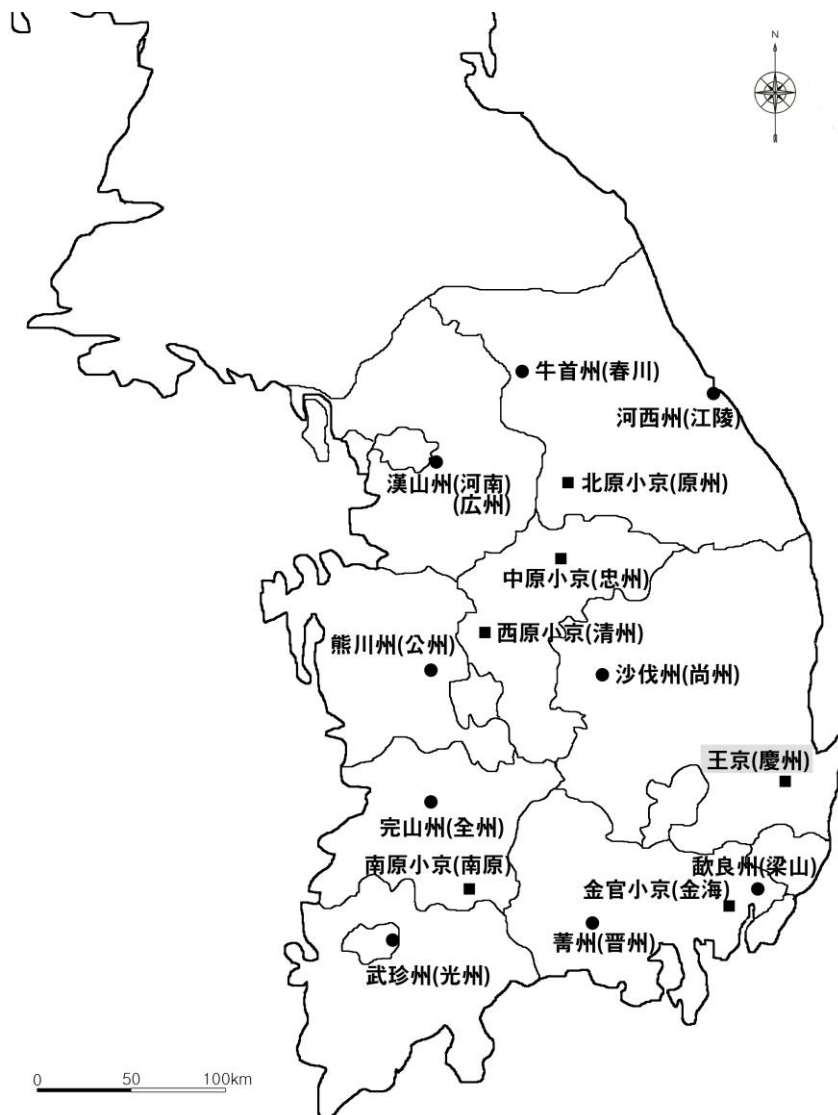 N
牛首州(春川)
河西州(江陵)
漢山州(河南)
(広州)
北原小京(原州)
中原小京(忠州)
西原小京(清州)
熊川州(公州)
沙伐州(尚州)
王京(慶州)
完山州(全州)
南原小京(南原)
歃良州(梁山)
金官小京(金海)
菁州(晋州)
武珍州(光州)
0 50 100km